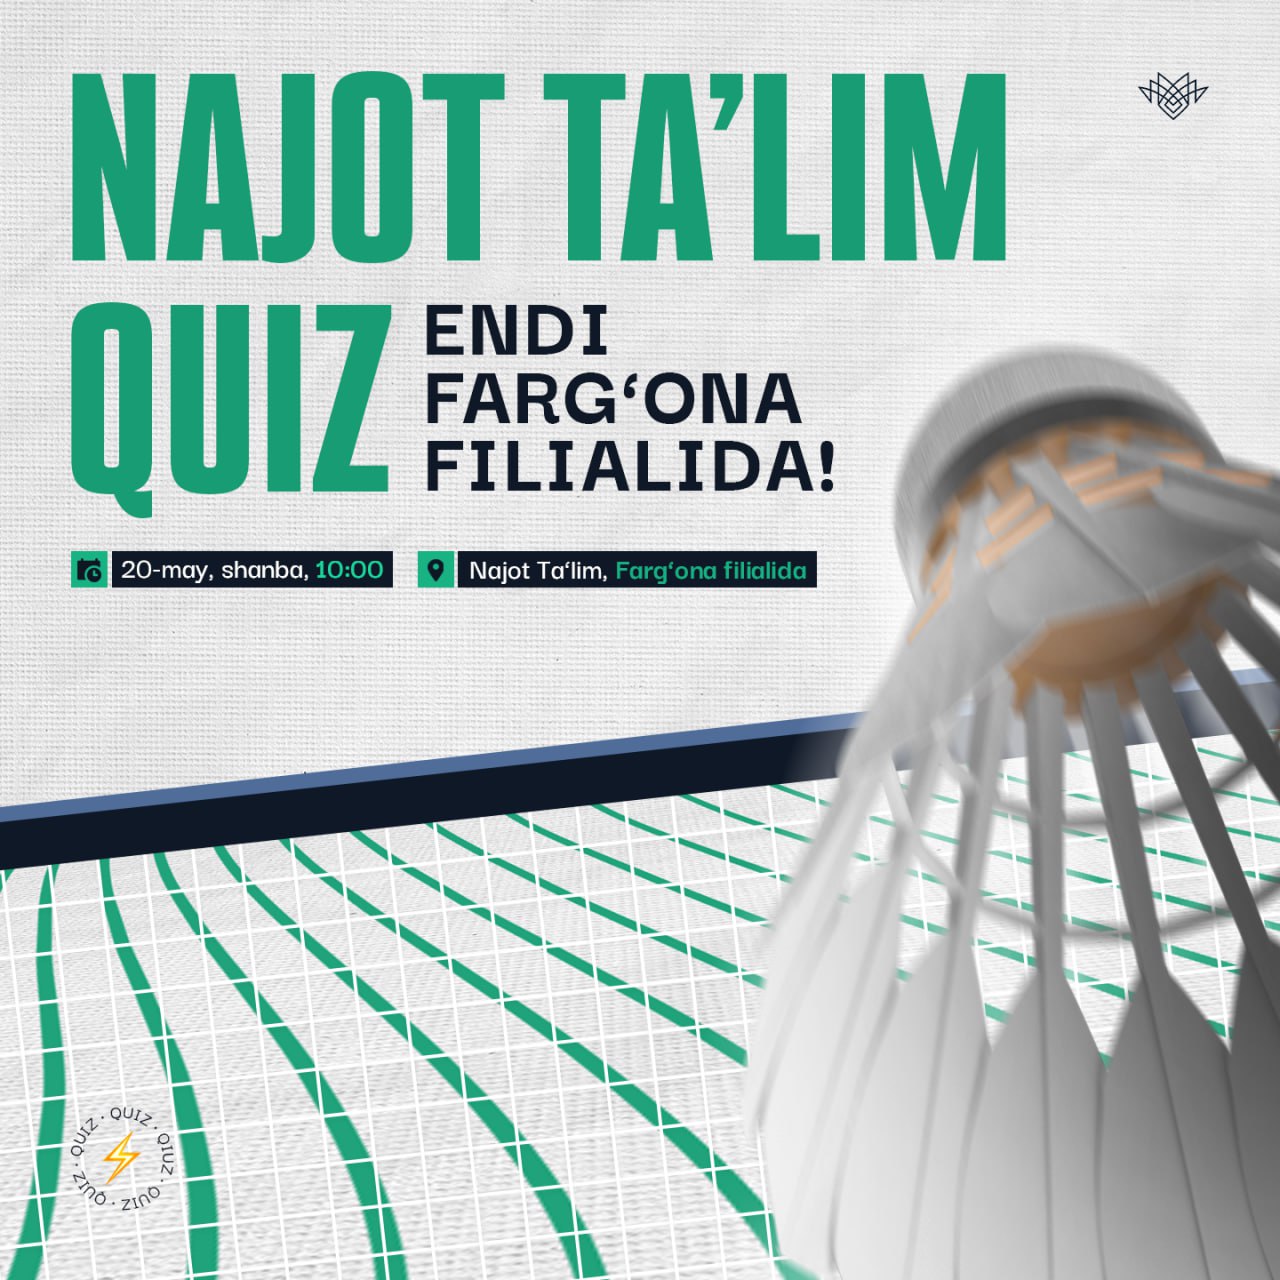 NAJOT TA’LIM
QUIZ
ENDI
FARG‘ONA
FILIALIDA!
20-may, shanba, 10:00
Najot Ta‘lim, Farg‘ona filialida
QUIZ · QIUZ · QUIZ · QUIZ · QUIZ ·